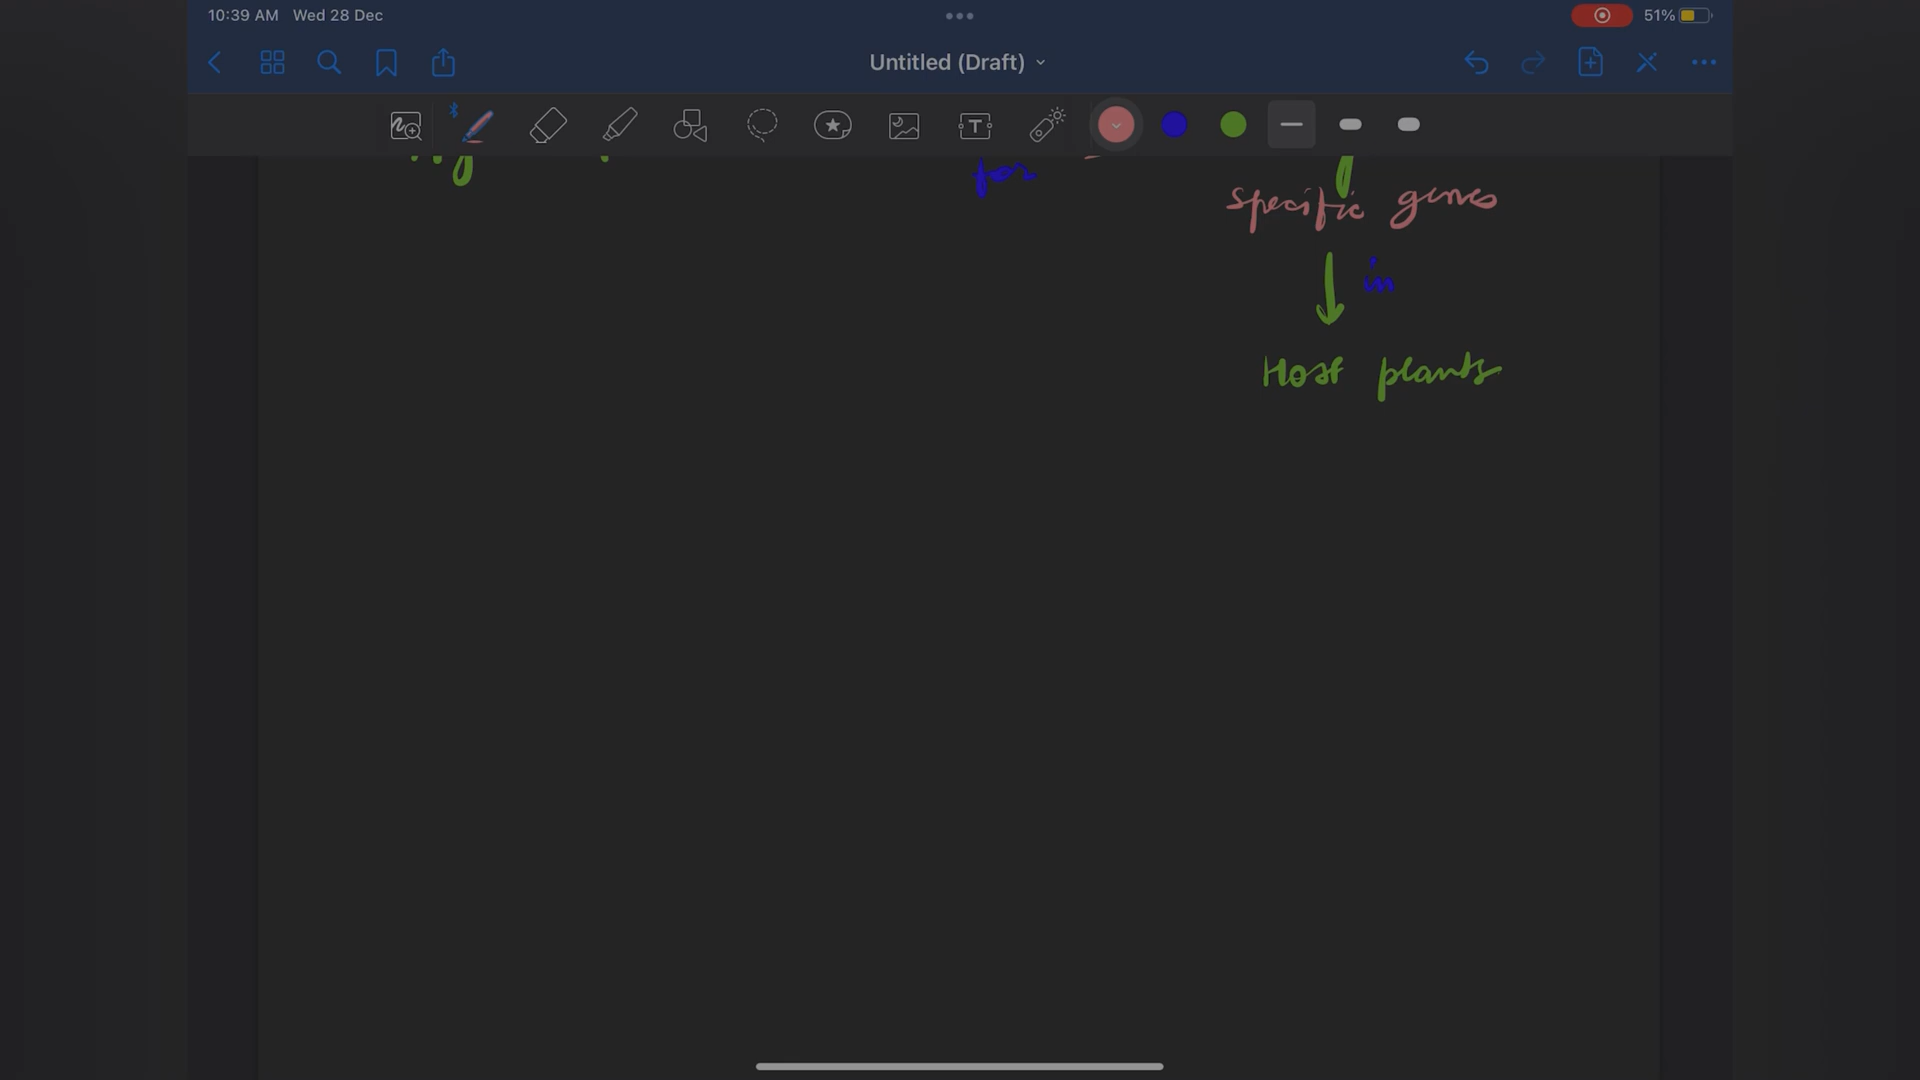 10:39 AM Wed 28 Dec
51%
Untitled (Draft)
for
specific genes
in
Host plants